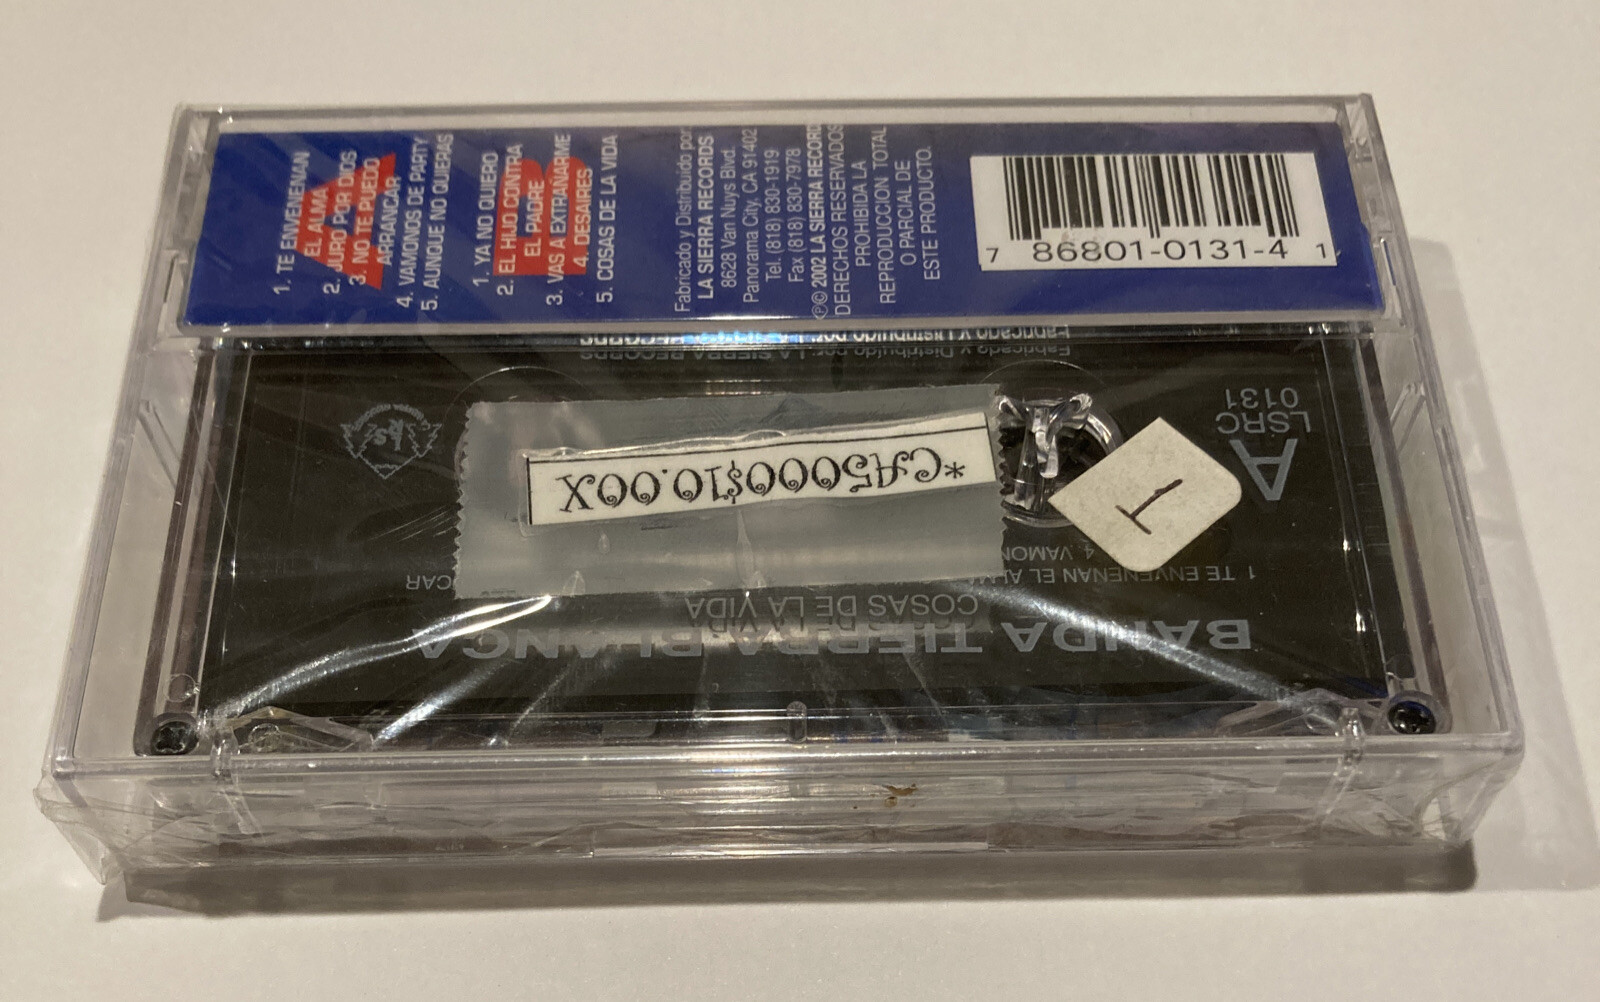 1. TE ENVENENAN
EL ALMA
2. JURO POR DIOS
3. NO TE PUEDO
ARRANCAR
4. VAMONOS DE PARTY
5. AUNQUE NO QUIERAS
A
1. YA NO QUIERO
2. EL HIJO CONTRA
EL PADRE
3. VAS A EXTRAÑARME
4. DESAIRES
5. COSAS DE LA VIDA
B
Fabricado y Distribuido por:
LA SIERRA RECORDS
8628 Van Nuys Blvd.
Panorama City, CA 91402
Tel. (818) 830-1919
Fax (818) 830-7978
℗© 2002 LA SIERRA RECORD
DERECHOS RESERVADOS
PROHIBIDA LA
REPRODUCCION TOTAL
O PARCIAL DE
ESTE PRODUCTO.
7 86801-0131-4 1
Fabricado y Distribuido por: LA SIERRA RECORDS
A
LSRC
0131
*CA5000$10.00X
1
4. VAMON
1 TE ENVENENAN EL ALMA
CAR
COSAS DE LA VIDA
BANDA TIERRA BLANCA